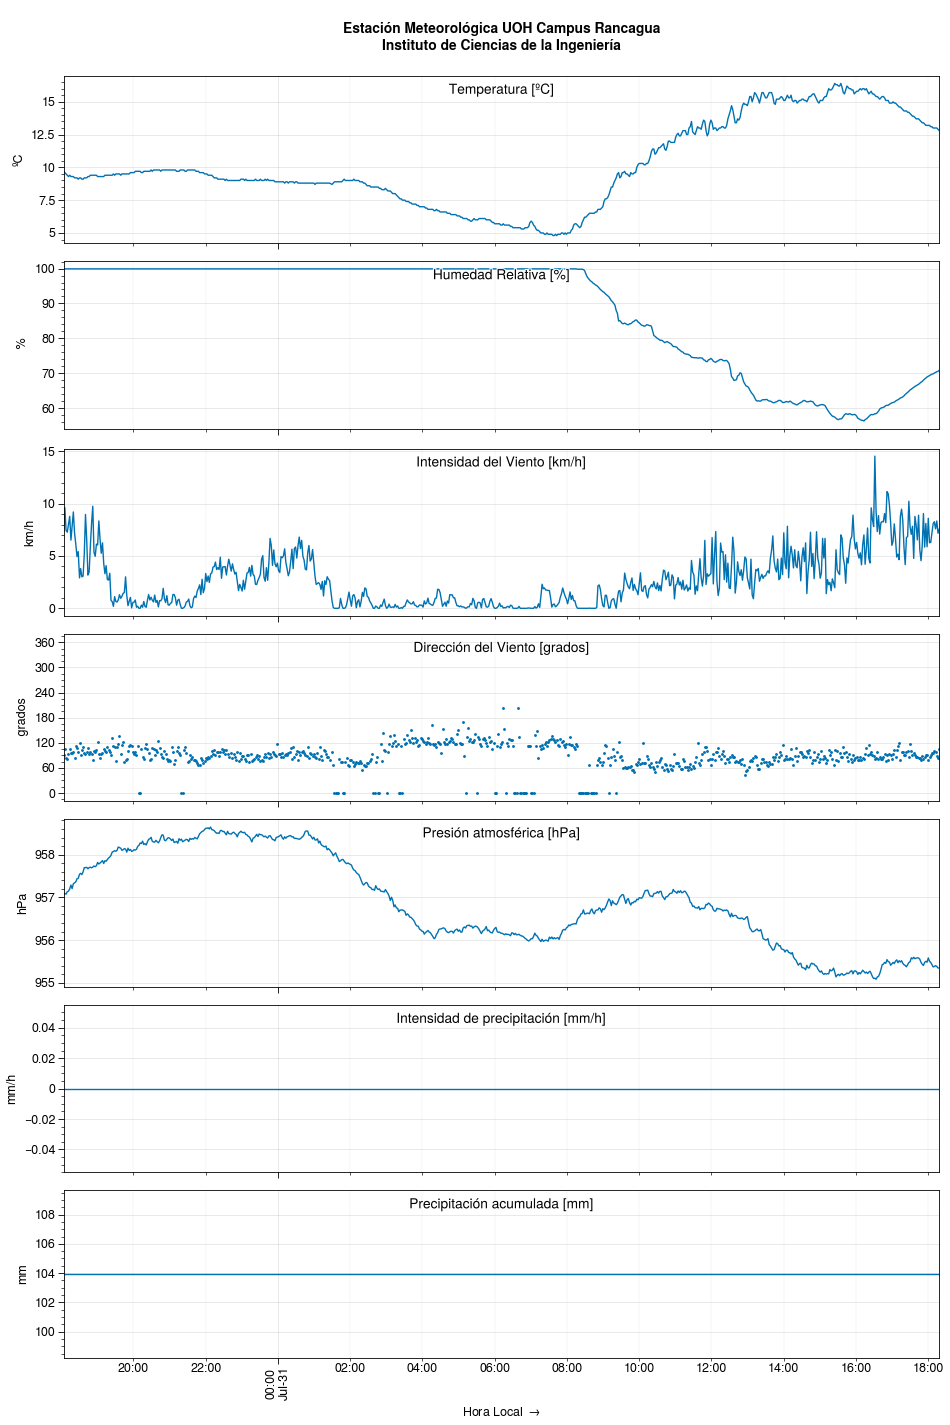 Estación Meteorológica UOH Campus Rancagua
Instituto de Ciencias de la Ingeniería
Temperatura [ºC]
ºC
15
12.5
10
7.5
5
Humedad Relativa [%]
%
100
90
80
70
60
Intensidad del Viento [km/h]
km/h
15
10
5
0
Dirección del Viento [grados]
grados
360
300
240
180
120
60
0
Presión atmosférica [hPa]
hPa
958
957
956
955
Intensidad de precipitación [mm/h]
mm/h
0.04
0.02
0
−0.02
−0.04
Precipitación acumulada [mm]
mm
108
106
104
102
100
20:00 22:00 00:00 02:00 04:00 06:00 08:00 10:00 12:00 14:00 16:00 18:00
Jul-31
Hora Local →